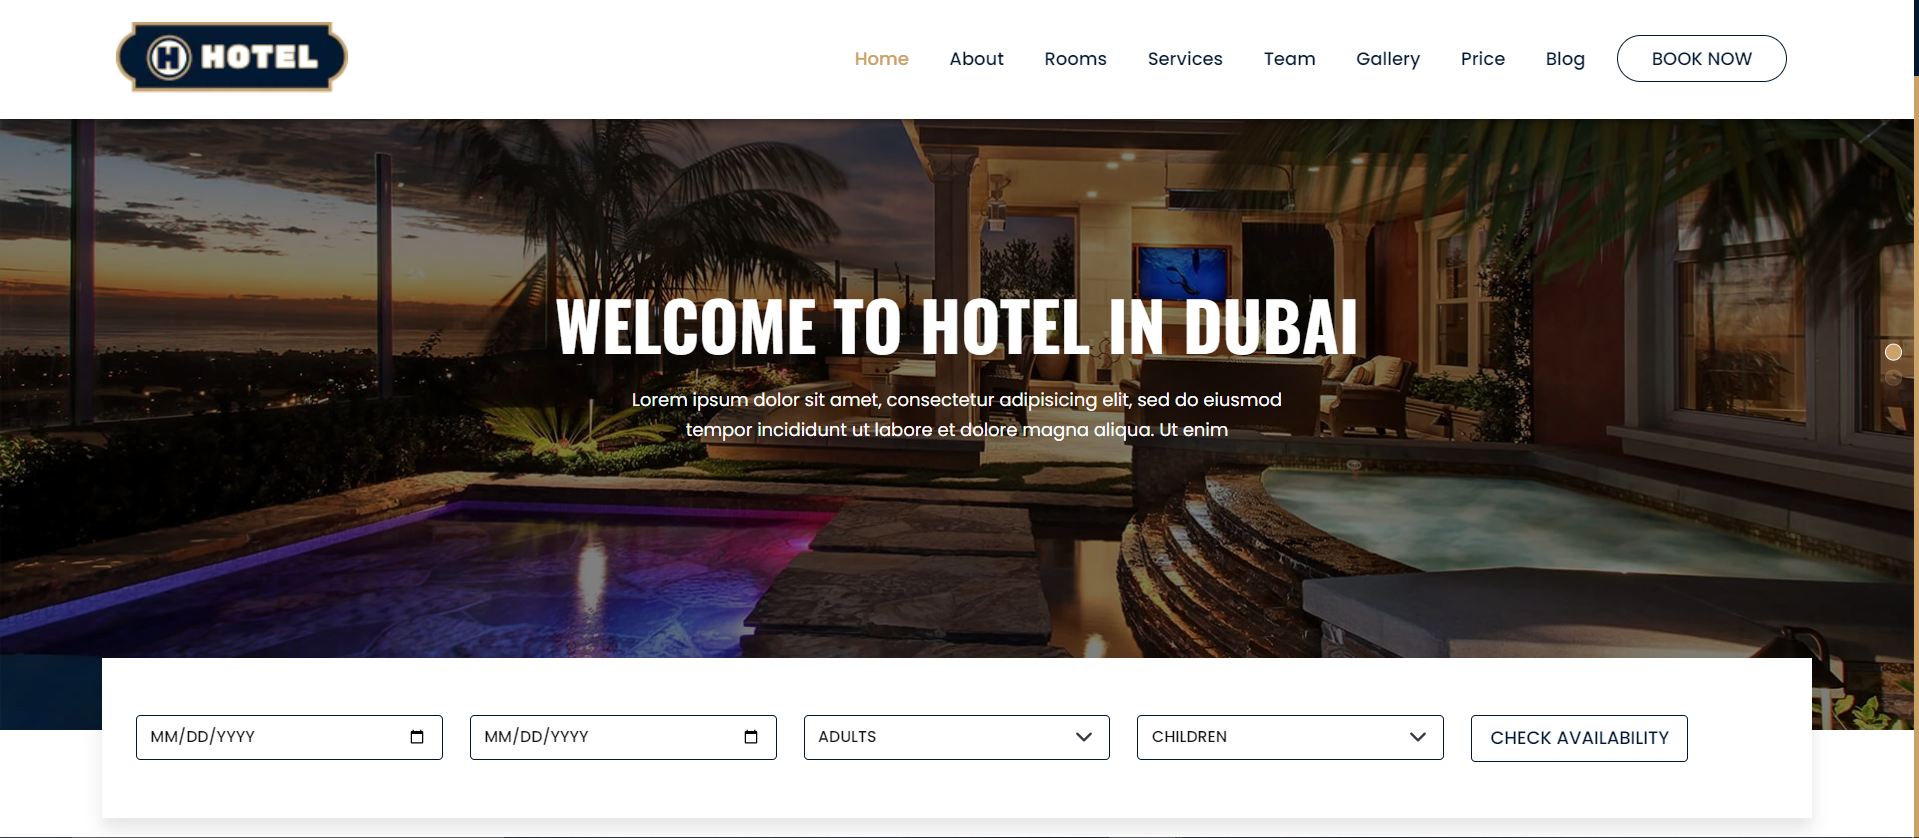 H HOTEL
Home About Rooms Services Team Gallery Price Blog BOOK NOW
WELCOME TO HOTEL IN DUBAI
Lorem ipsum dolor sit amet, consectetur adipisicing elit, sed do eiusmod
tempor incididunt ut labore et dolore magna aliqua. Ut enim
MM/DD/YYYY MM/DD/YYYY ADULTS CHILDREN CHECK AVAILABILITY